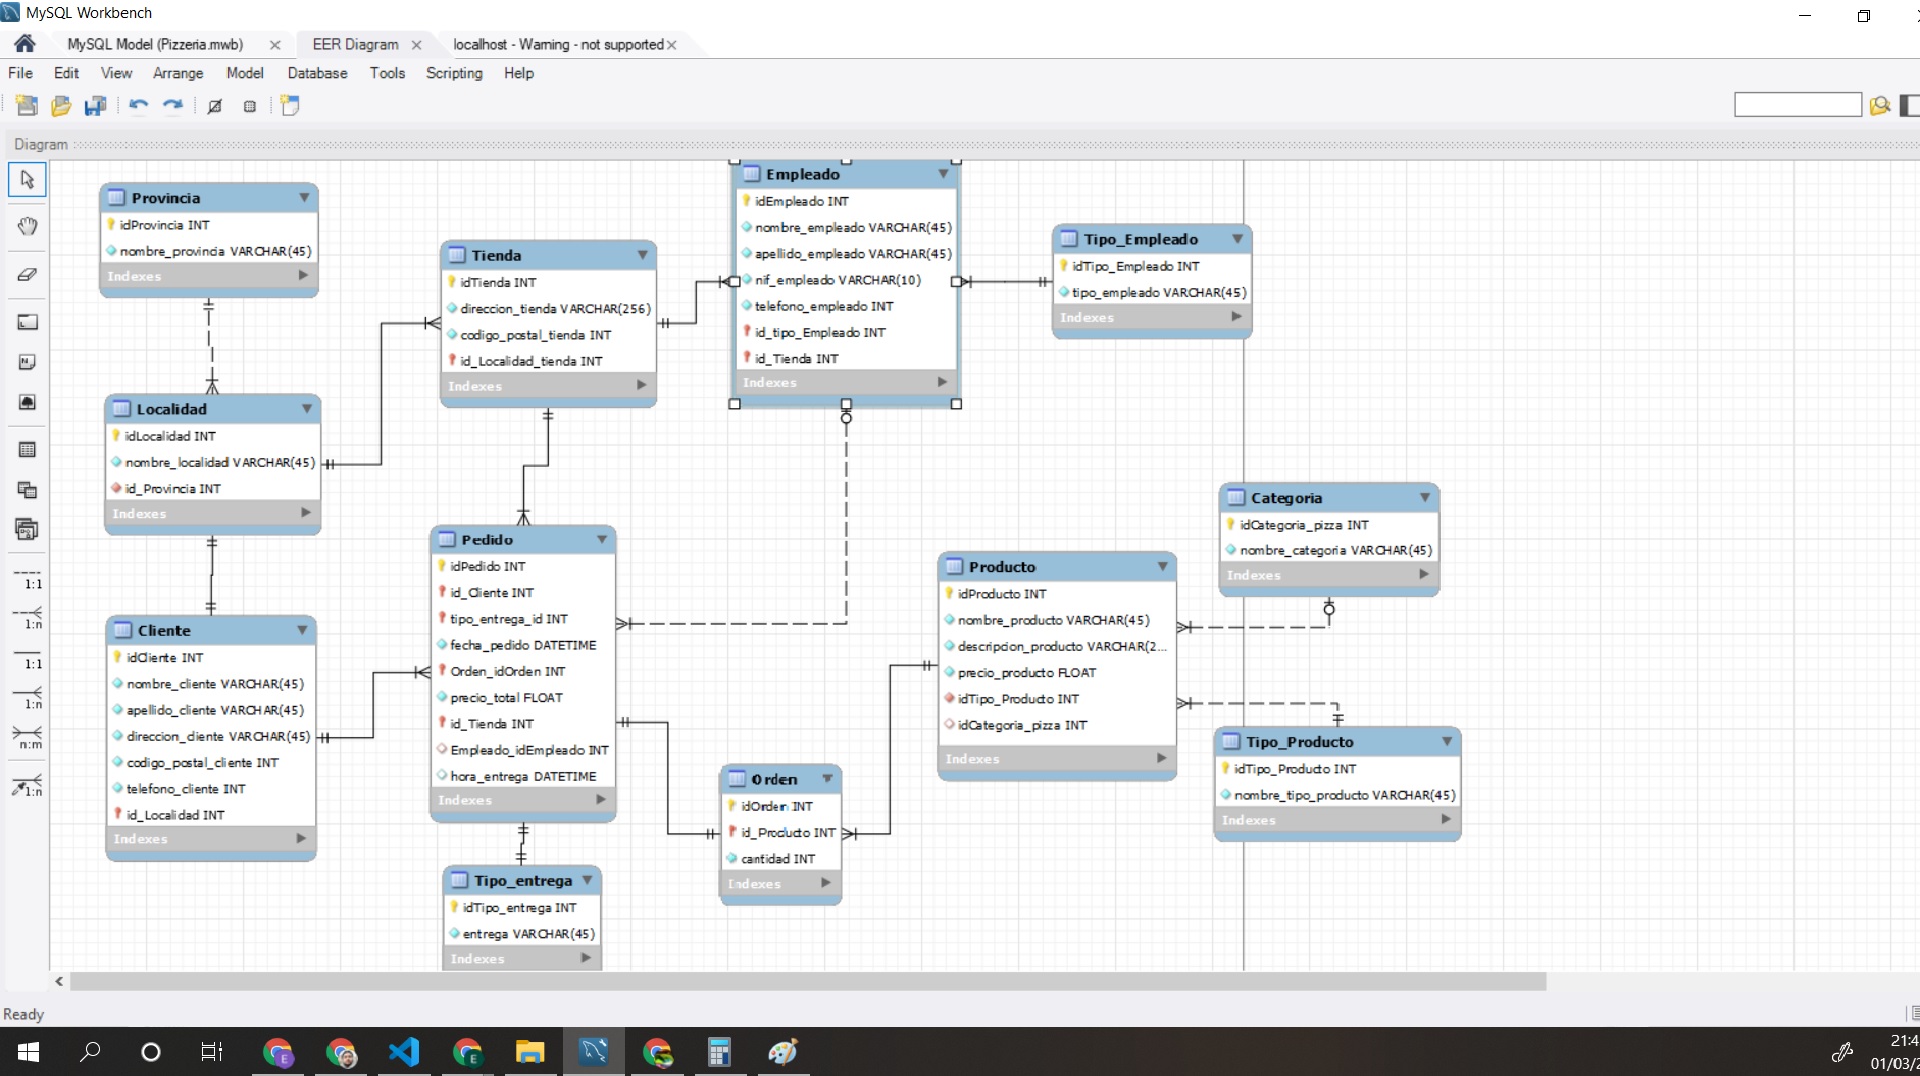 MySQL Workbench
MySQL Model (Pizzeria.mwb)
EER Diagram
localhost - Warning - not supported
File Edit View Arrange Model Database Tools Scripting Help
Diagram
Provincia
idProvincia INT
nombre_provincia VARCHAR(45)
Indexes
Localidad
idLocalidad INT
nombre_localidad VARCHAR(45)
id_Provincia INT
Indexes
Cliente
idCliente INT
nombre_cliente VARCHAR(45)
apellido_cliente VARCHAR(45)
direccion_cliente VARCHAR(45)
codigo_postal_cliente INT
telefono_cliente INT
id_Localidad INT
Indexes
Tienda
idTienda INT
direccion_tienda VARCHAR(256)
codigo_postal_tienda INT
id_Localidad_tienda INT
Indexes
Pedido
idPedido INT
id_Cliente INT
tipo_entrega_id INT
fecha_pedido DATETIME
Orden_idOrden INT
precio_total FLOAT
id_Tienda INT
Empleado_idEmpleado INT
hora_entrega DATETIME
Indexes
Tipo_entrega
idTipo_entrega INT
entrega VARCHAR(45)
Indexes
Empleado
idEmpleado INT
nombre_empleado VARCHAR(45)
apellido_empleado VARCHAR(45)
nif_empleado VARCHAR(10)
telefono_empleado INT
id_tipo_Empleado INT
id_Tienda INT
Indexes
Tipo_Empleado
idTipo_Empleado INT
tipo_empleado VARCHAR(45)
Indexes
Orden
idOrden INT
id_Producto INT
cantidad INT
Indexes
Producto
idProducto INT
nombre_producto VARCHAR(45)
descripcion_producto VARCHAR(2...
precio_producto FLOAT
idTipo_Producto INT
idCategoria_pizza INT
Indexes
Categoria
idCategoria_pizza INT
nombre_categoria VARCHAR(45)
Indexes
Tipo_Producto
idTipo_Producto INT
nombre_tipo_producto VARCHAR(45)
Indexes
1:1
1:n
1:1
1:n
n:m
1:n
Ready
21:4
01/03/2